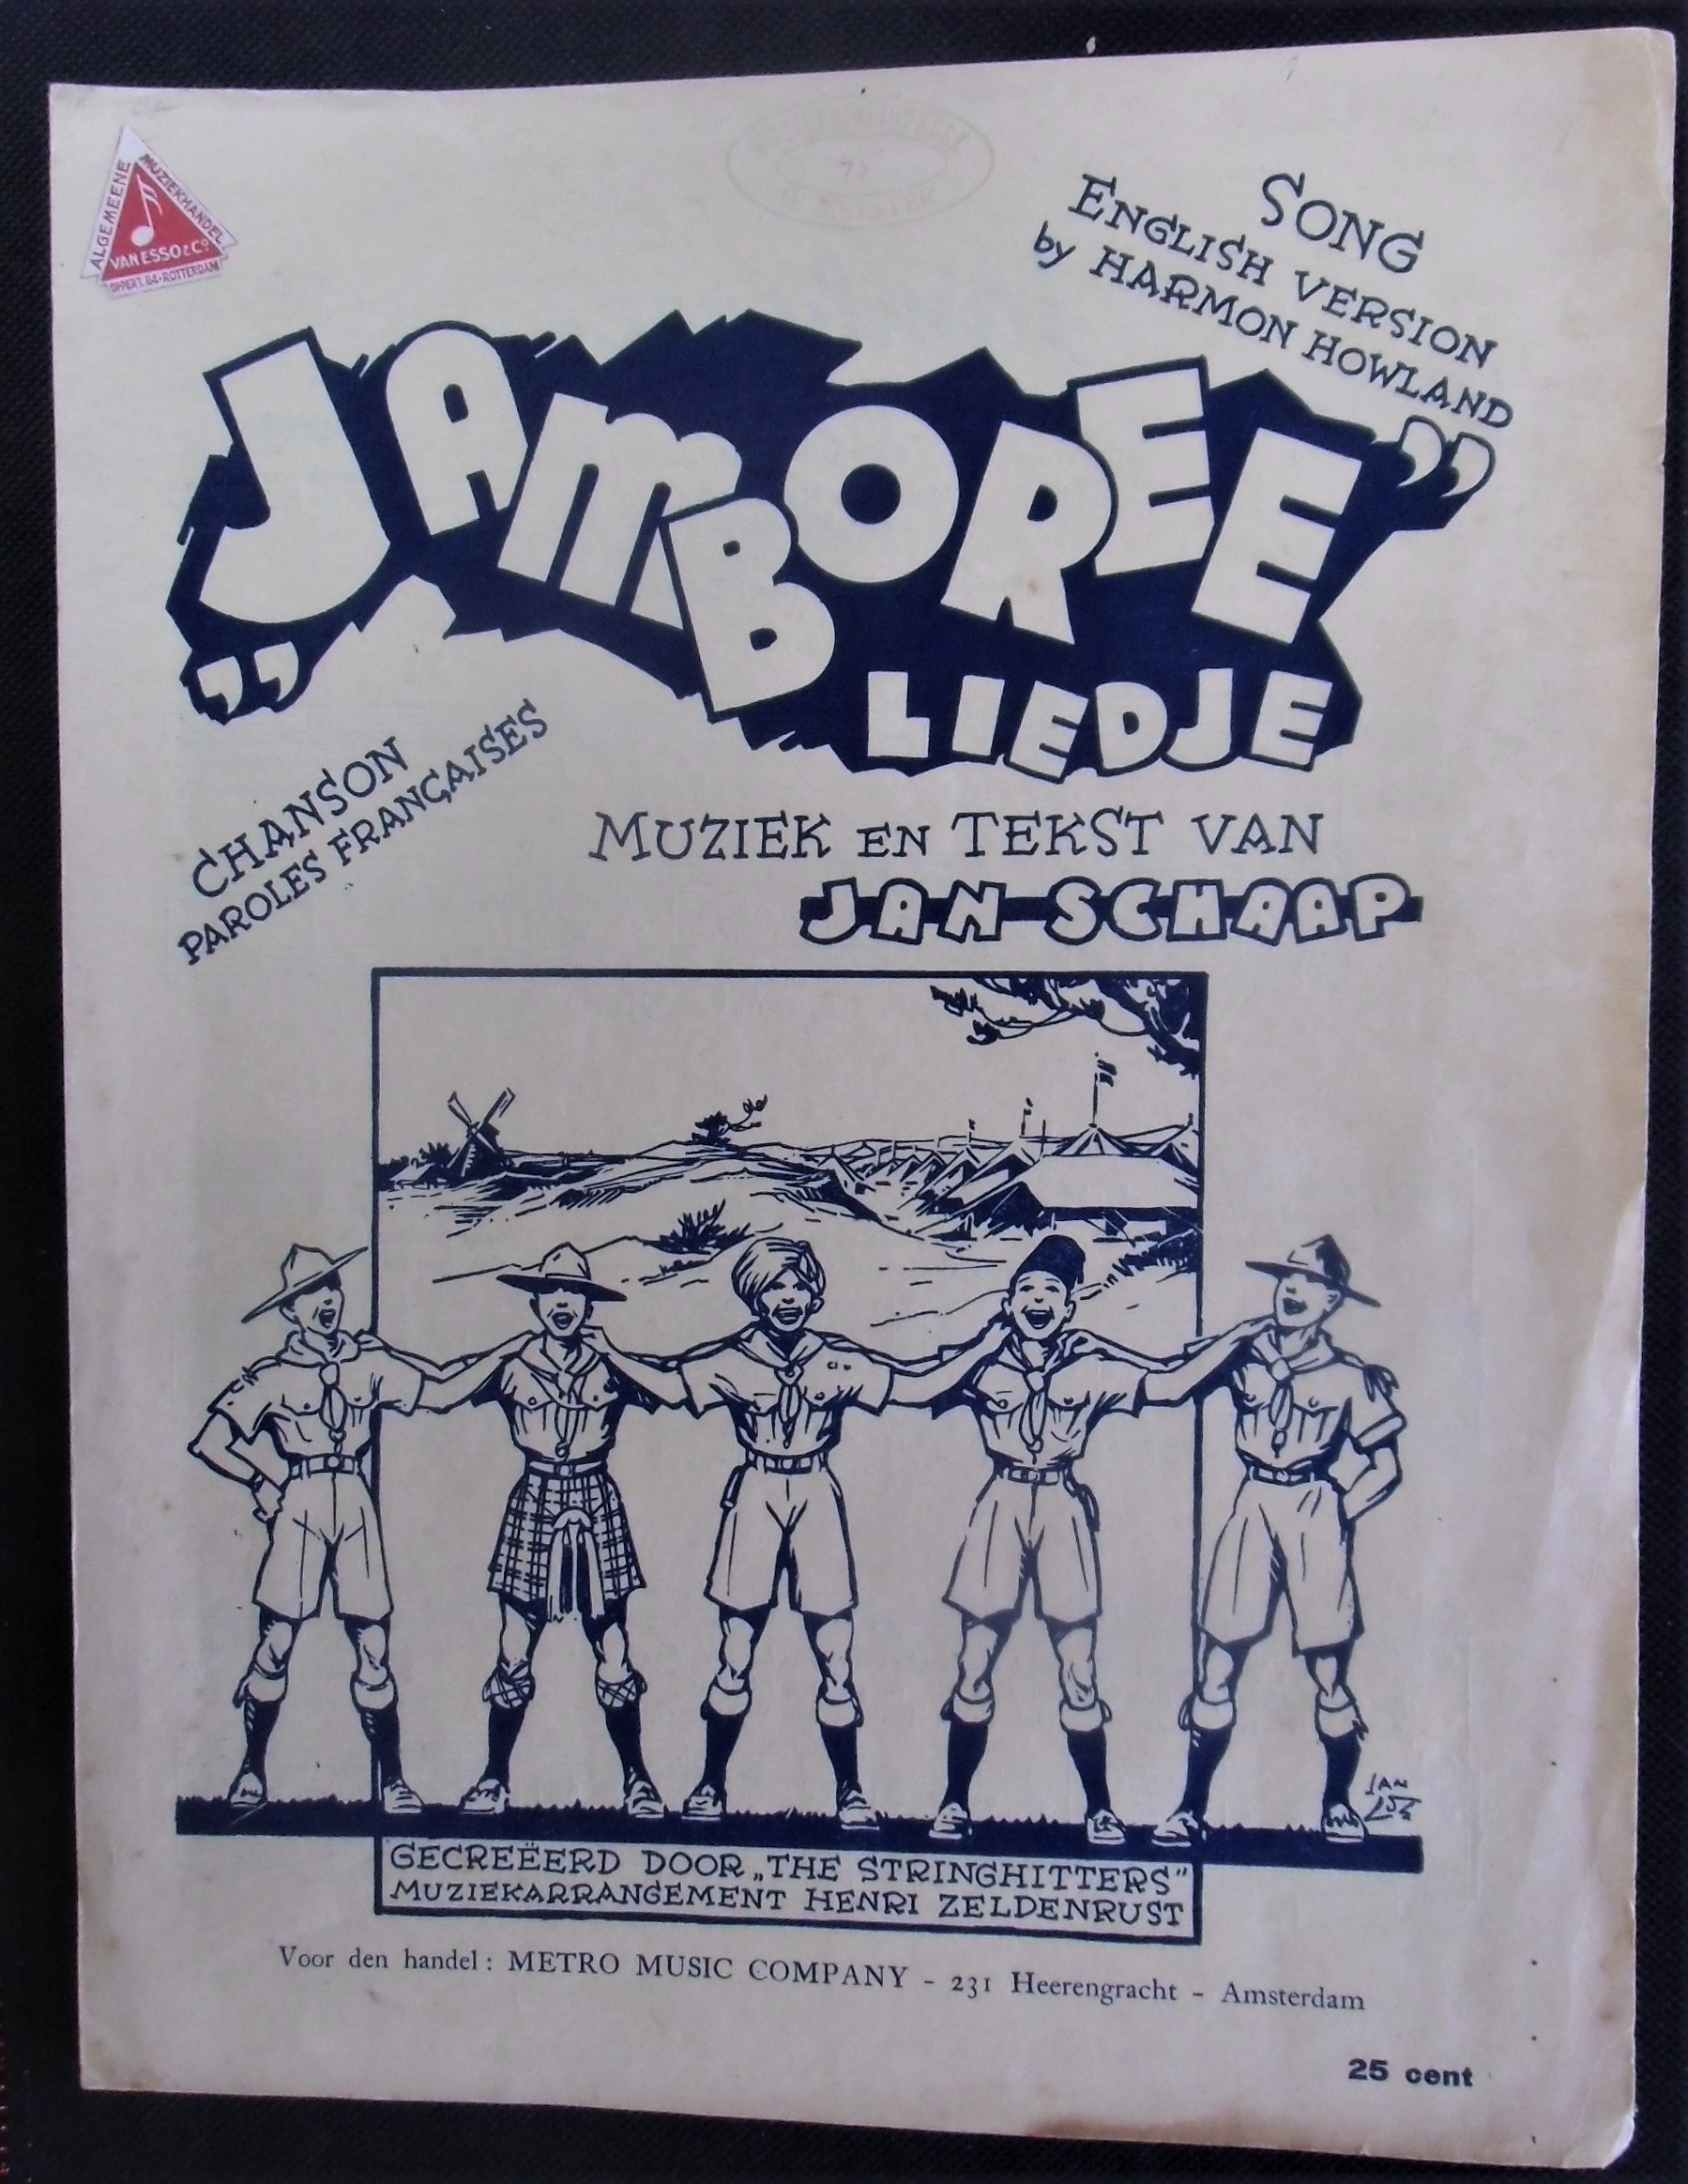 ALGEMEENE
MUZIEKHANDEL
VAN ESSO & Co
OPPERT. 114-ROTTERDAM
SONG
ENGLISH VERSION
by HARMON HOWLAND
„JAMBOREE”
LIEDJE
CHANSON
PAROLES FRANÇAISES
MUZIEK EN TEKST VAN
JAN SCHAAP
JAN
LUTZ
GECREËERD DOOR „THE STRINGHITTERS”
MUZIEKARRANGEMENT HENRI ZELDENRUST
Voor den handel: METRO MUSIC COMPANY - 231 Heerengracht - Amsterdam
25 cent